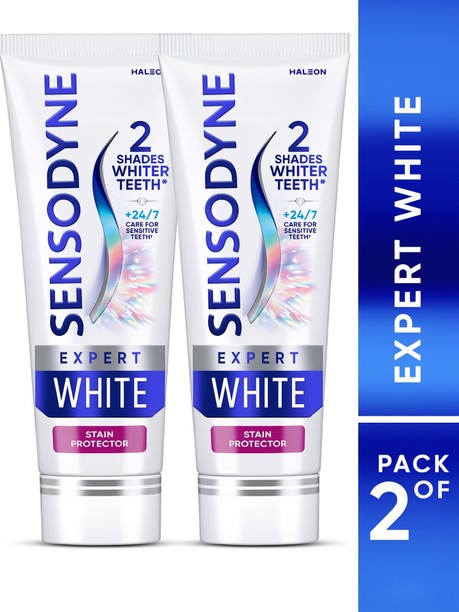 HALEON
SENSODYNE
2
SHADES
WHITER
TEETH*
+24/7
CARE FOR
SENSITIVE
TEETH†
EXPERT
WHITE
STAIN
PROTECTOR
HALEON
SENSODYNE
2
SHADES
WHITER
TEETH*
+24/7
CARE FOR
SENSITIVE
TEETH†
EXPERT
WHITE
STAIN
PROTECTOR
EXPERT WHITE
PACK
2 OF